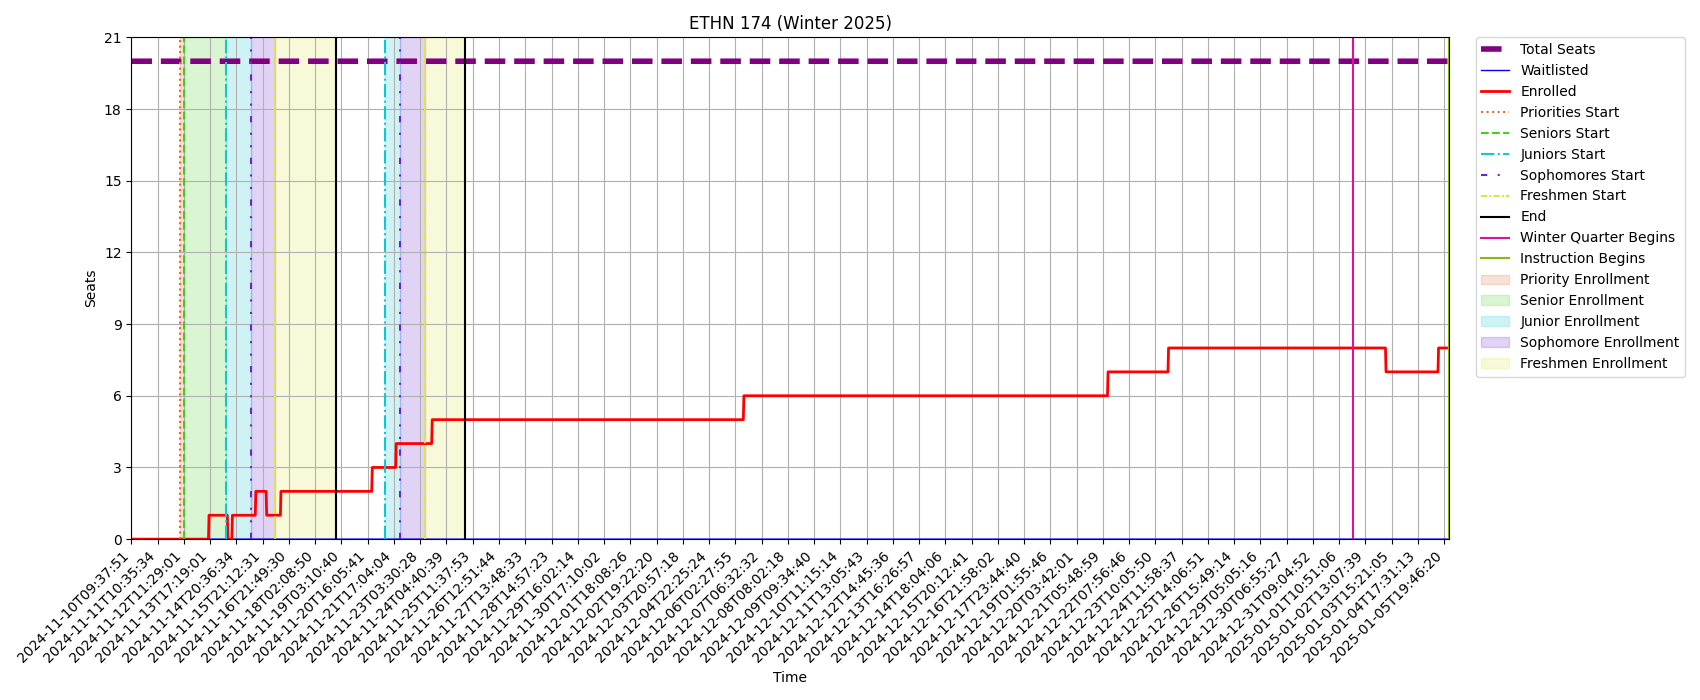 ETHN 174 (Winter 2025)
21
18
15
12
9
6
3
0
Seats
2024-11-10T09:37:51
2024-11-11T10:35:34
2024-11-12T11:29:01
2024-11-13T17:19:01
2024-11-14T20:36:34
2024-11-15T21:12:31
2024-11-16T21:49:30
2024-11-18T02:08:50
2024-11-19T03:10:40
2024-11-20T16:05:41
2024-11-21T17:04:04
2024-11-23T03:30:28
2024-11-24T04:40:39
2024-11-25T11:37:53
2024-11-26T12:51:44
2024-11-27T13:48:33
2024-11-28T14:57:23
2024-11-29T16:02:14
2024-11-30T17:10:02
2024-12-01T18:08:26
2024-12-02T19:22:20
2024-12-03T20:57:18
2024-12-04T22:25:24
2024-12-06T02:27:55
2024-12-07T06:32:32
2024-12-08T08:02:18
2024-12-09T09:34:40
2024-12-10T11:15:14
2024-12-11T13:05:43
2024-12-12T14:45:36
2024-12-13T16:26:57
2024-12-14T18:04:06
2024-12-15T20:12:41
2024-12-16T21:58:02
2024-12-17T23:44:40
2024-12-19T01:55:46
2024-12-20T03:42:01
2024-12-21T05:48:59
2024-12-22T07:56:46
2024-12-23T10:05:50
2024-12-24T11:58:37
2024-12-25T14:06:51
2024-12-26T15:49:14
2024-12-29T05:05:16
2024-12-30T06:55:27
2024-12-31T09:04:52
2025-01-01T10:51:06
2025-01-02T13:07:39
2025-01-03T15:21:05
2025-01-04T17:31:13
2025-01-05T19:46:20
Time
Total Seats
Waitlisted
Enrolled
Priorities Start
Seniors Start
Juniors Start
Sophomores Start
Freshmen Start
End
Winter Quarter Begins
Instruction Begins
Priority Enrollment
Senior Enrollment
Junior Enrollment
Sophomore Enrollment
Freshmen Enrollment